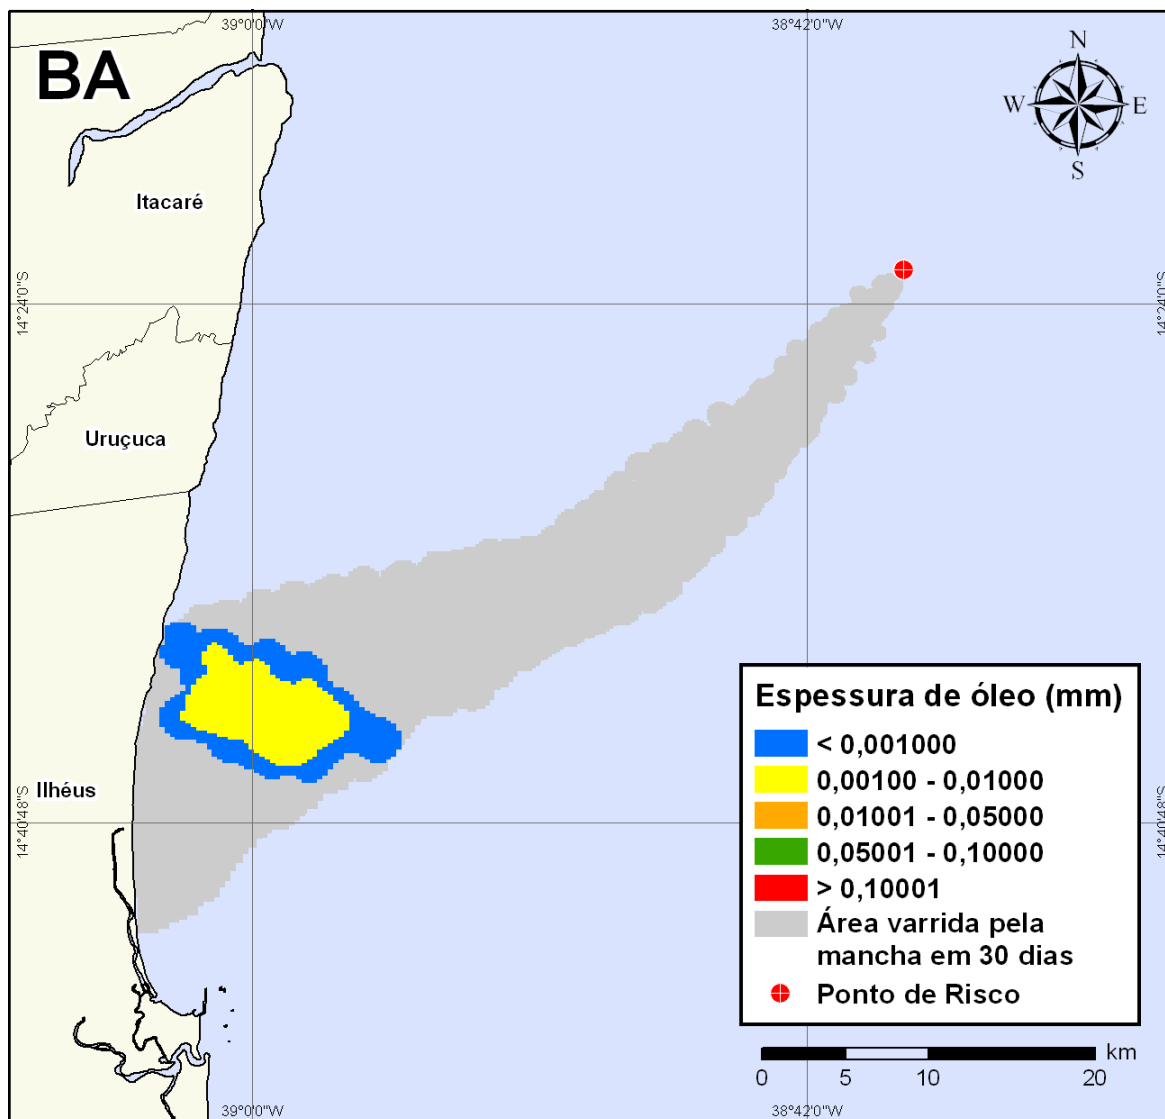 39°0'0"W
38°42'0"W
BA
N
W
E
S
Itacaré
14°24'0"S
14°24'0"S
Uruçuca
Espessura de óleo (mm)
< 0,001000
0,00100 - 0,01000
0,01001 - 0,05000
0,05001 - 0,10000
> 0,10001
Área varrida pela
mancha em 30 dias
Ponto de Risco
Ilhéus
14°40'48"S
14°40'48"S
km
0
5
10
20
39°0'0"W
38°42'0"W